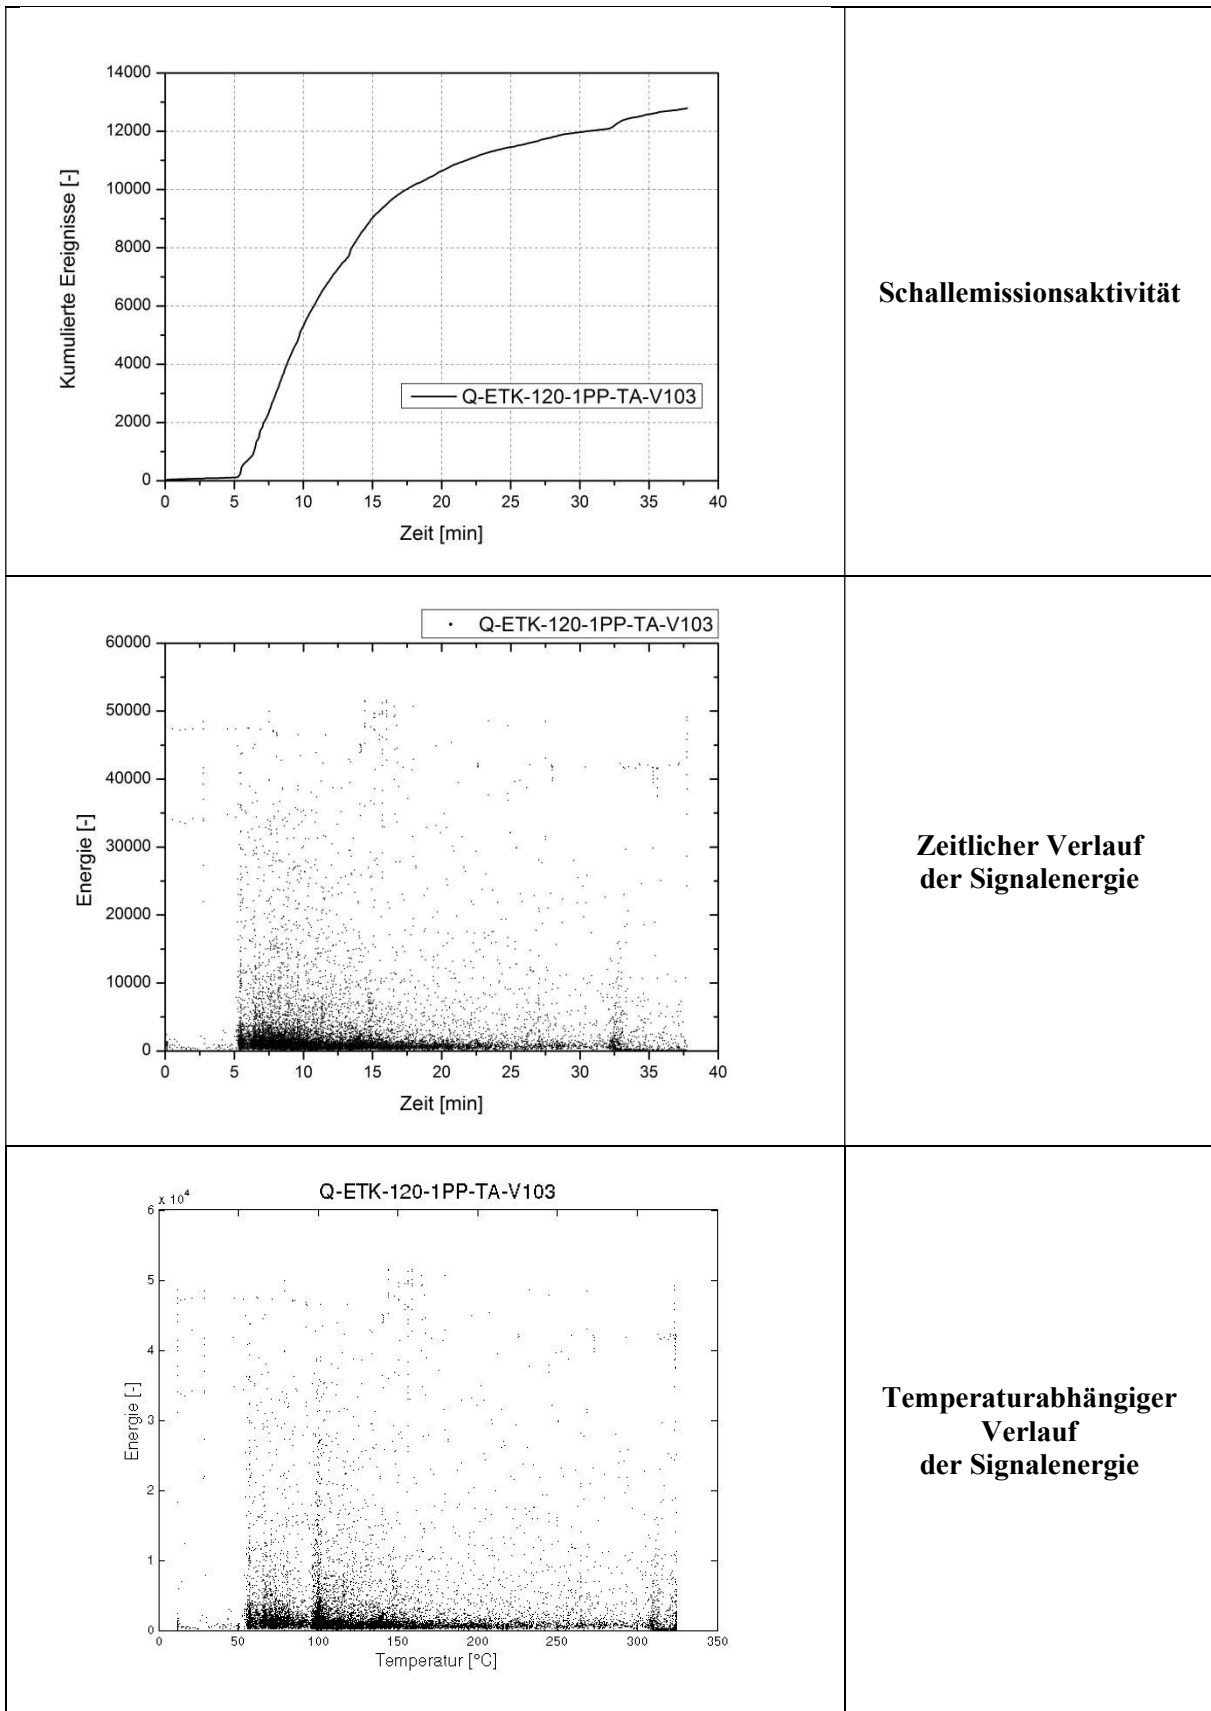 14000
12000
10000
8000
6000
4000
2000
0
Kumulierte Ereignisse [-]
Q-ETK-120-1PP-TA-V103
0 5 10 15 20 25 30 35 40
Zeit [min]
Schallemissionsaktivität
Q-ETK-120-1PP-TA-V103
60000
50000
40000
30000
20000
10000
0
Energie [-]
0 5 10 15 20 25 30 35 40
Zeit [min]
Zeitlicher Verlauf
der Signalenergie
Q-ETK-120-1PP-TA-V103
x 10⁴
6
5
4
3
2
1
0
Energie [-]
0 50 100 150 200 250 300 350
Temperatur [°C]
Temperaturabhängiger
Verlauf
der Signalenergie